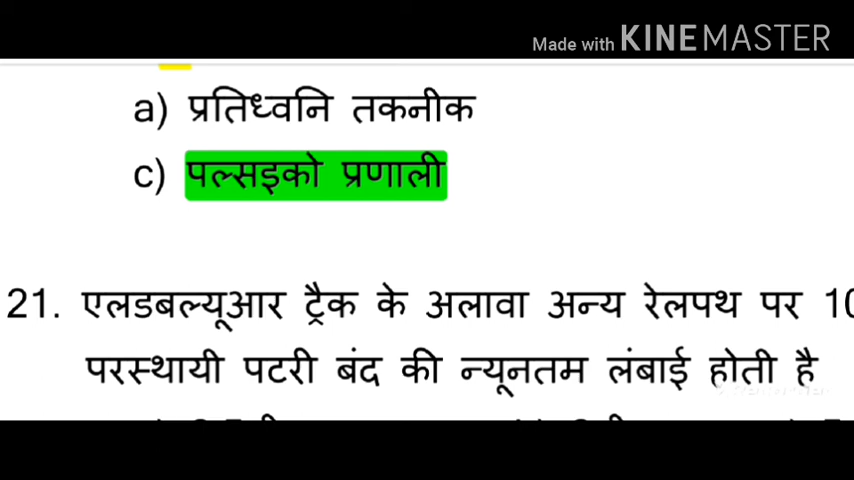 Made with KINEMASTER
a) प्रतिध्वनि तकनीक
c) पल्सइको प्रणाली
21. एलडबल्यूआर ट्रैक के अलावा अन्य रेलपथ पर 10
परस्थायी पटरी बंद की न्यूनतम लंबाई होती है